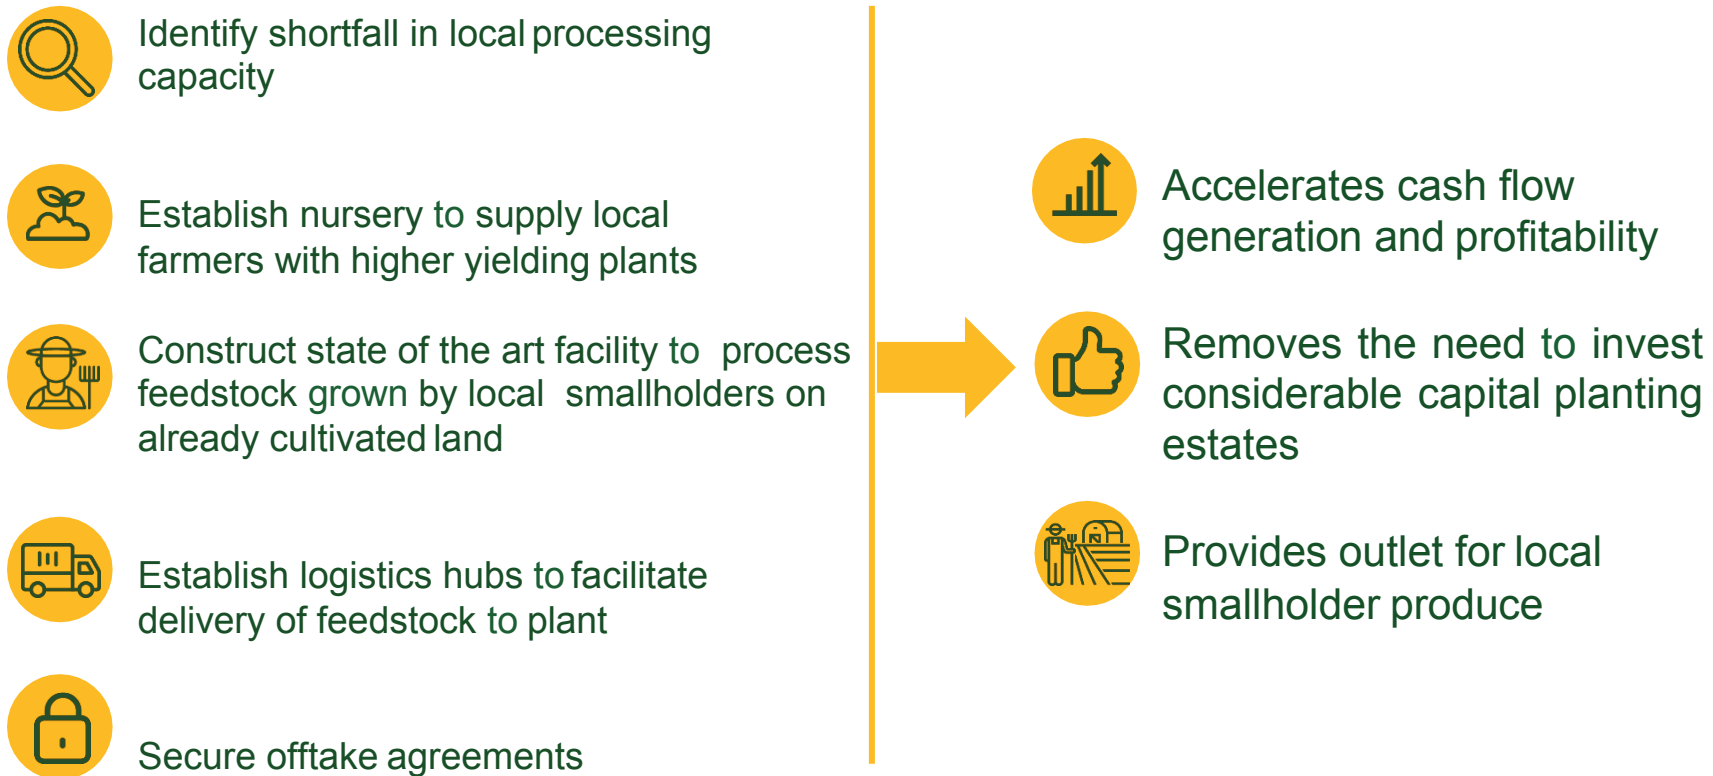 Identify shortfall in local processing
capacity
Establish nursery to supply local
farmers with higher yielding plants
Construct state of the art facility to process
feedstock grown by local smallholders on
already cultivated land
Establish logistics hubs to facilitate
delivery of feedstock to plant
Secure offtake agreements
Accelerates cash flow
generation and profitability
Removes the need to invest
considerable capital planting
estates
Provides outlet for local
smallholder produce